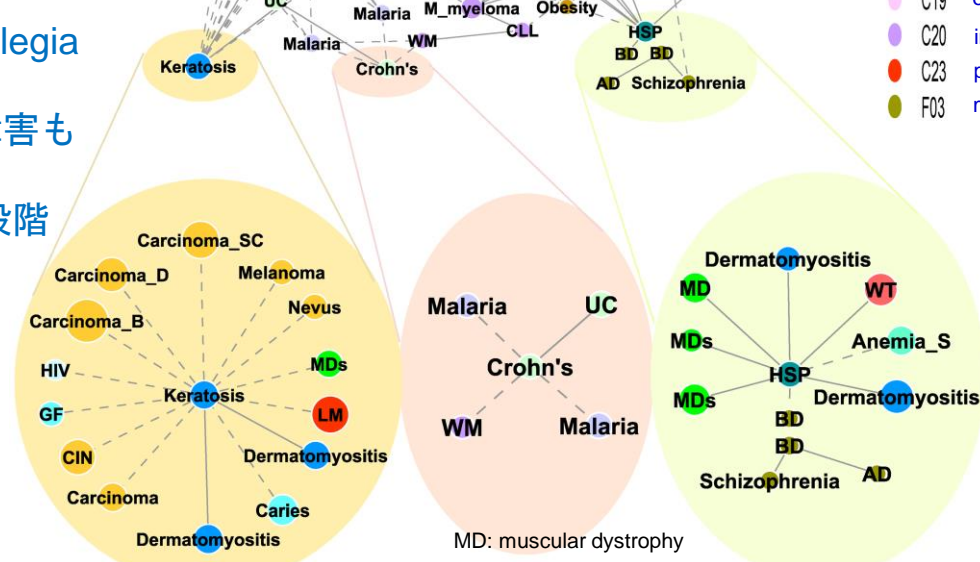 UC
Malaria
M_myeloma
Obesity
Malaria
WM
CLL
HSP
BD
BD
AD
Schizophrenia
Keratosis
Crohn's
legia
害も
段階
C19
C20
C23
F03
Carcinoma_SC
Carcinoma_D
Melanoma
Carcinoma_B
Nevus
HIV
MDs
Keratosis
GF
LM
CIN
Dermatomyositis
Carcinoma
Caries
Dermatomyositis
Malaria
UC
Crohn's
WM
Malaria
MD: muscular dystrophy
Dermatomyositis
MD
WT
MDs
Anemia_S
HSP
MDs
Dermatomyositis
BD
BD
Schizophrenia
AD